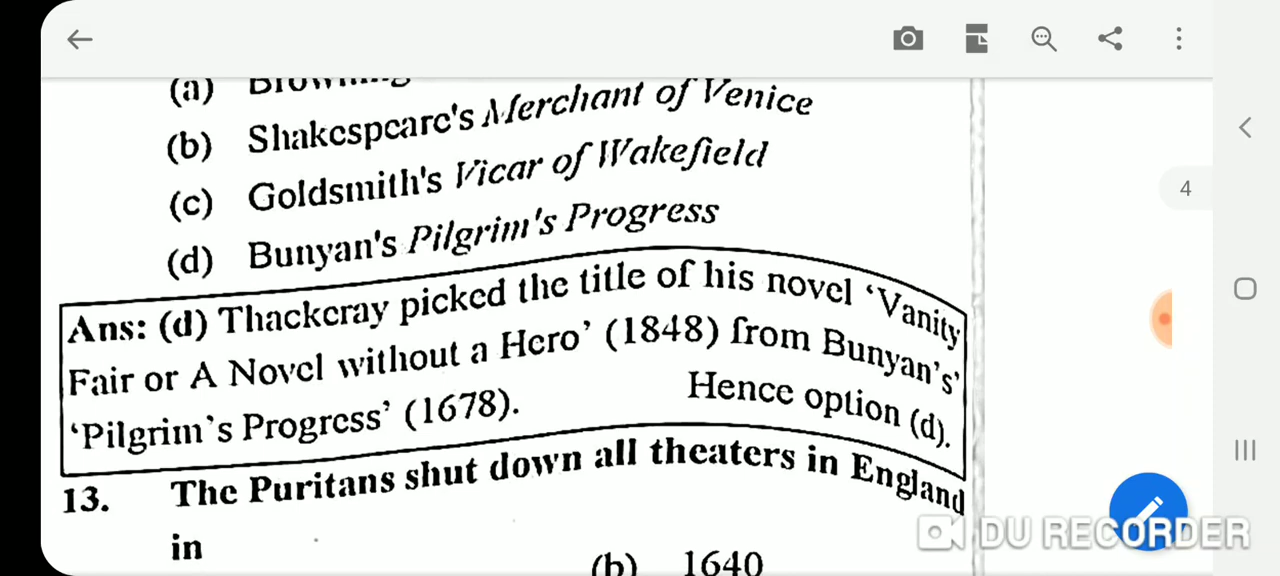 (a)
(b) Shakespeare's Merchant of Venice
(c) Goldsmith's Vicar of Wakefield
(d) Bunyan's Pilgrim's Progress
Ans: (d) Thackeray picked the title of his novel ‘Vanity
Fair or A Novel without a Hero’ (1848) from Bunyan’s’
‘Pilgrim’s Progress’ (1678). Hence option (d).
13. The Puritans shut down all theaters in England
in
(b) 1640
4
DU RECORDER